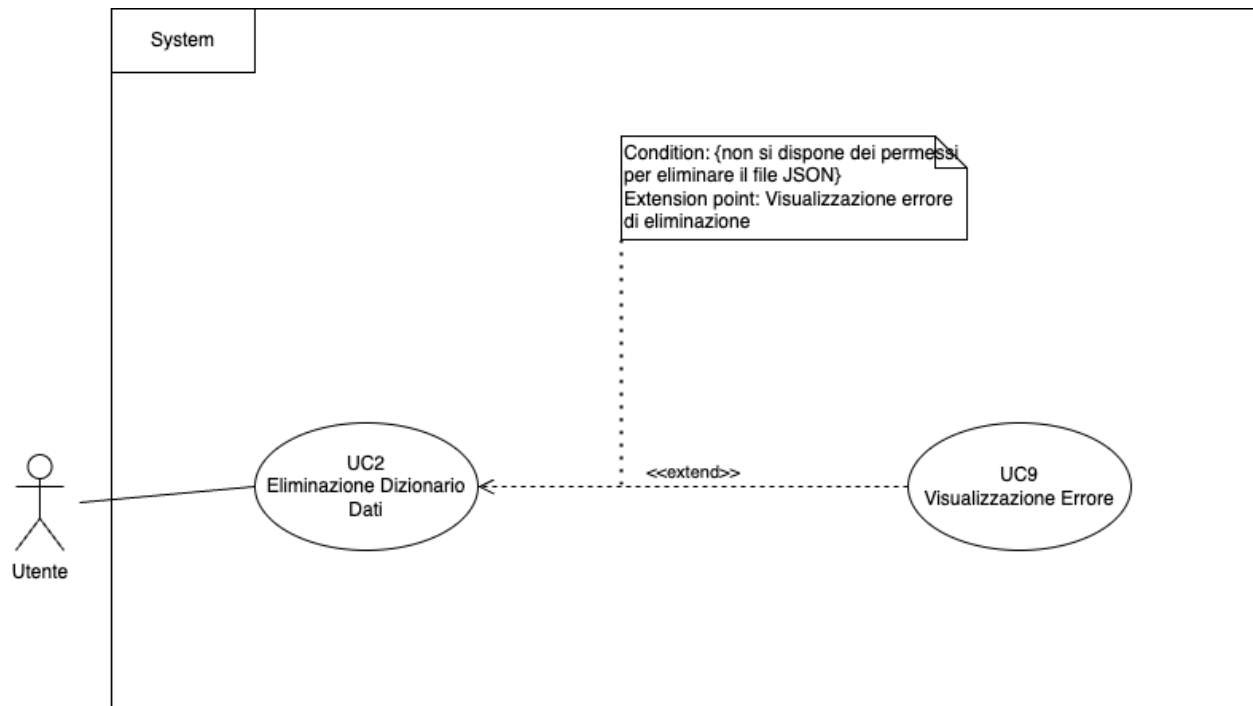 System
Condition: {non si dispone dei permessi
per eliminare il file JSON}
Extension point: Visualizzazione errore
di eliminazione
UC2
Eliminazione Dizionario
Dati
<<extend>>
UC9
Visualizzazione Errore
Utente